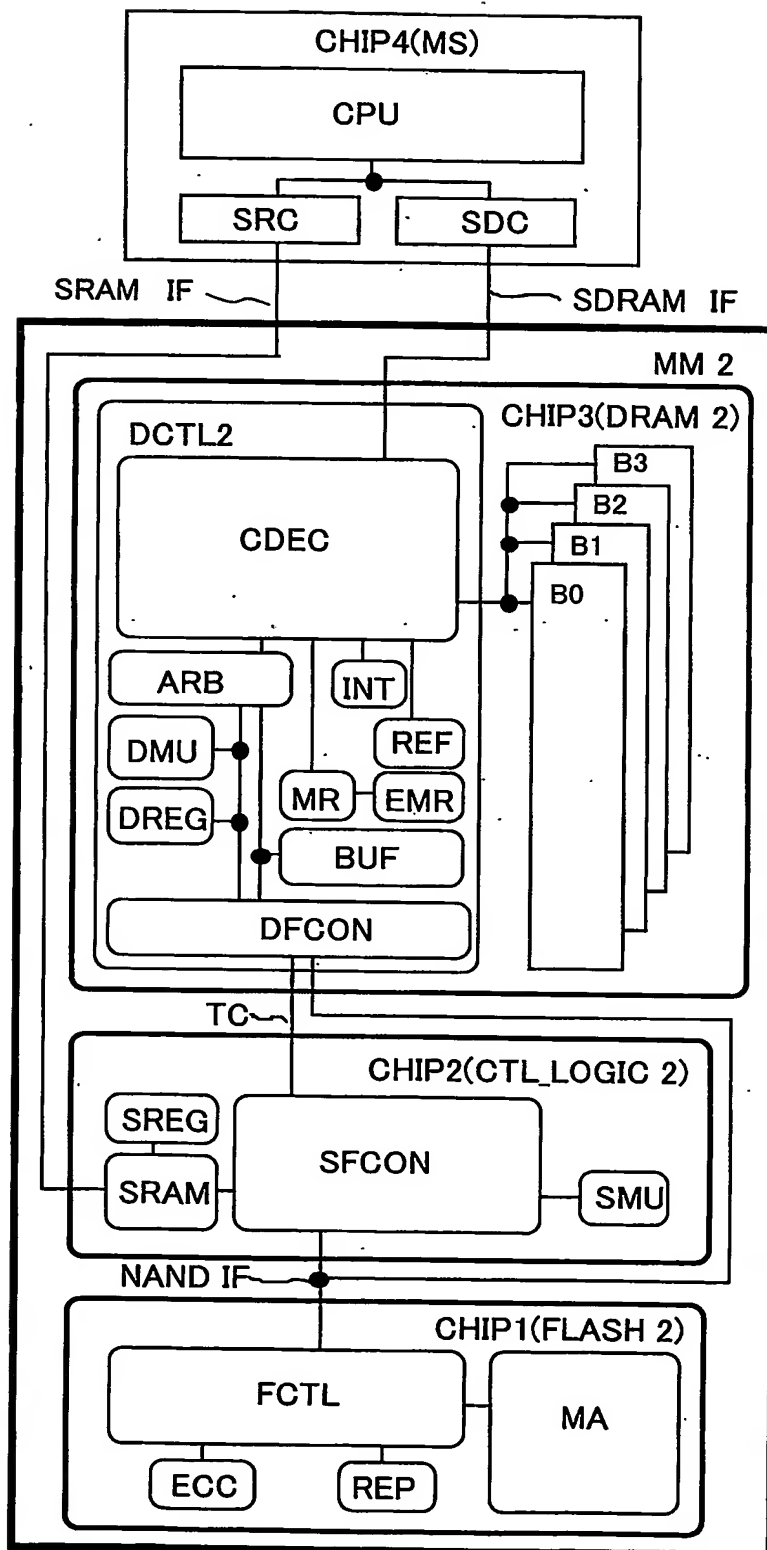 CHIP4(MS)
CPU
SRC
SDC
SRAM IF
SDRAM IF
MM 2
CHIP3(DRAM 2)
DCTL2
B3
B2
B1
B0
CDEC
ARB
INT
DMU
REF
DREG
MR
EMR
BUF
DFCON
TC
CHIP2(CTL_LOGIC 2)
SREG
SFCON
SRAM
SMU
NAND IF
CHIP1(FLASH 2)
FCTL
MA
ECC
REP